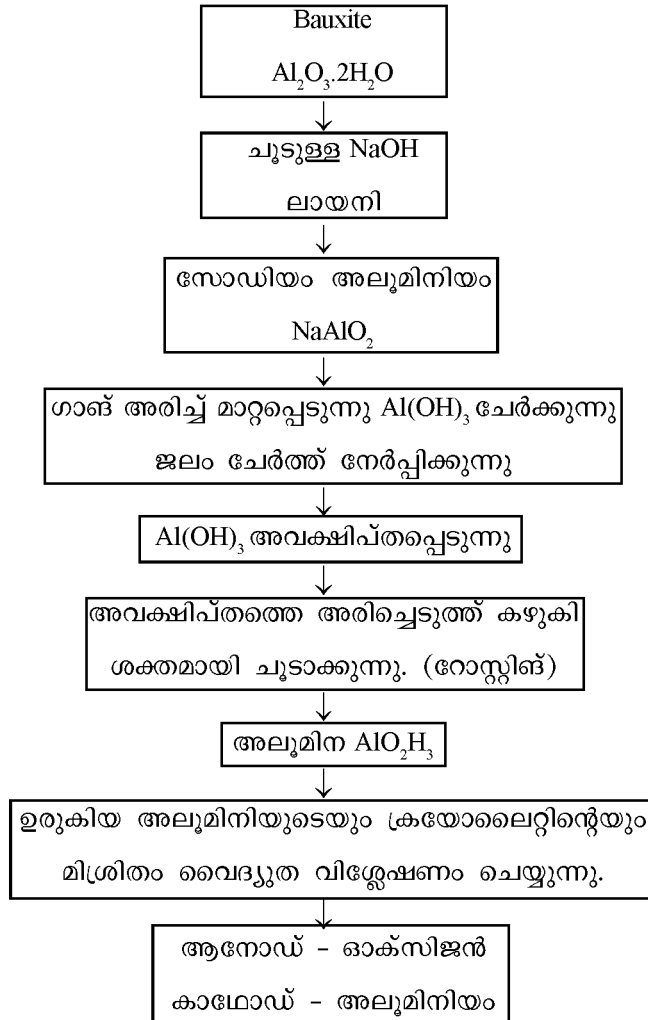 Bauxite
Al₂O₃.2H₂O
ചൂടുള്ള NaOH
ലായനി
സോഡിയം അലൂമിനിയം
NaAlO₂
ഗാങ് അരിച്ച് മാറ്റപ്പെടുന്നു Al(OH)₃ ചേർക്കുന്നു
ജലം ചേർത്ത് നേർപ്പിക്കുന്നു
Al(OH)₃ അവക്ഷിപ്തപ്പെടുന്നു
അവക്ഷിപ്തത്തെ അരിച്ചെടുത്ത് കഴുകി
ശക്തമായി ചൂടാക്കുന്നു. (റോസ്റ്റിങ്)
അലൂമിന AlO₂H₃
ഉരുകിയ അലൂമിനിയുടെയും ക്രയോലൈറ്റിന്റെയും
മിശ്രിതം വൈദ്യുത വിശ്ലേഷണം ചെയ്യുന്നു.
ആനോഡ് - ഓക്സിജൻ
കാഥോഡ് - അലൂമിനിയം